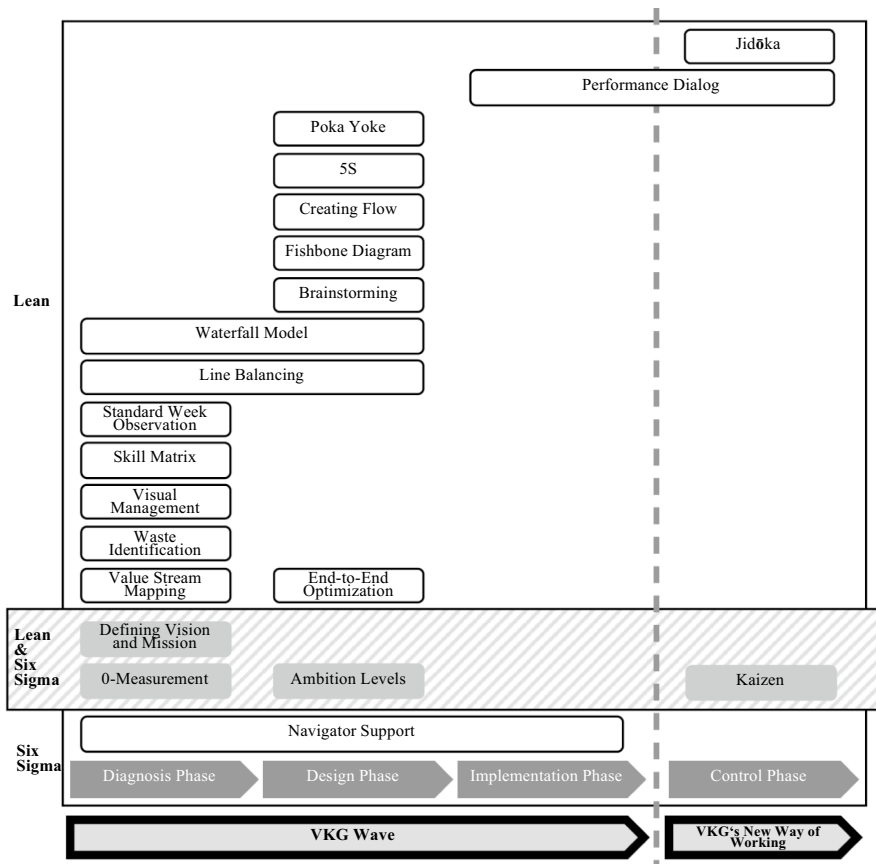 Jidōka
Performance Dialog
Poka Yoke
5S
Creating Flow
Fishbone Diagram
Lean
Brainstorming
Waterfall Model
Line Balancing
Standard Week
Observation
Skill Matrix
Visual
Management
Waste
Identification
Value Stream
Mapping
End-to-End
Optimization
Lean
&
Six
Sigma
Defining Vision
and Mission
0-Measurement
Ambition Levels
Kaizen
Navigator Support
Six
Sigma
Diagnosis Phase
Design Phase
Implementation Phase
Control Phase
VKG Wave
VKG‘s New Way of
Working